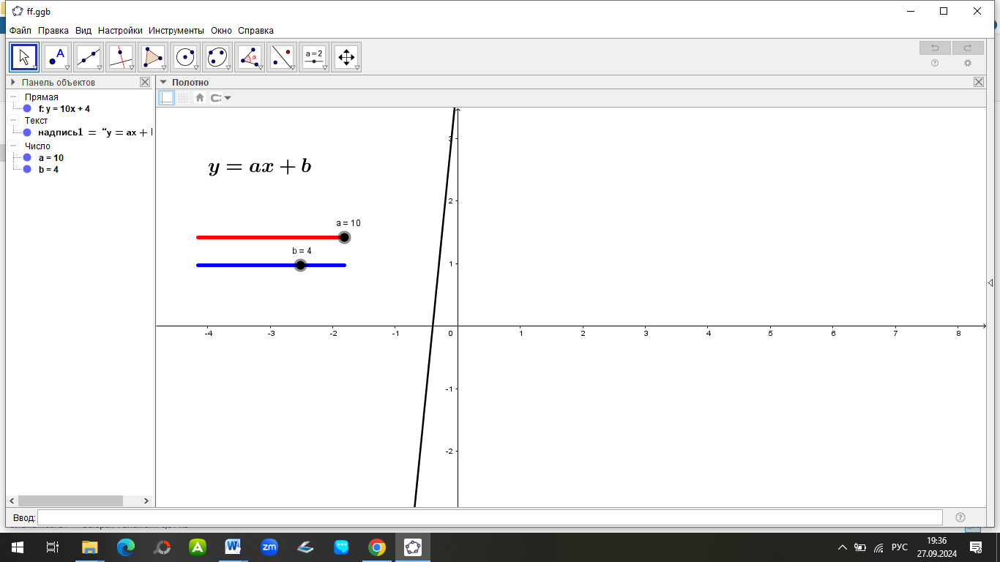 ff.ggb
Файл Правка Вид Настройки Инструменты Окно Справка
A
α
a=2
Панель объектов
Полотно
Прямая
f: y = 10x + 4
Текст
надпись1 = “y = ax +
Число
a = 10
b = 4
y = ax + b
a = 10
b = 4
3
2
1
-4 -3 -2 -1 0 1 2 3 4 5 6 7 8
-1
-2
Ввод:
A W zm
РУС
19:36
27.09.2024